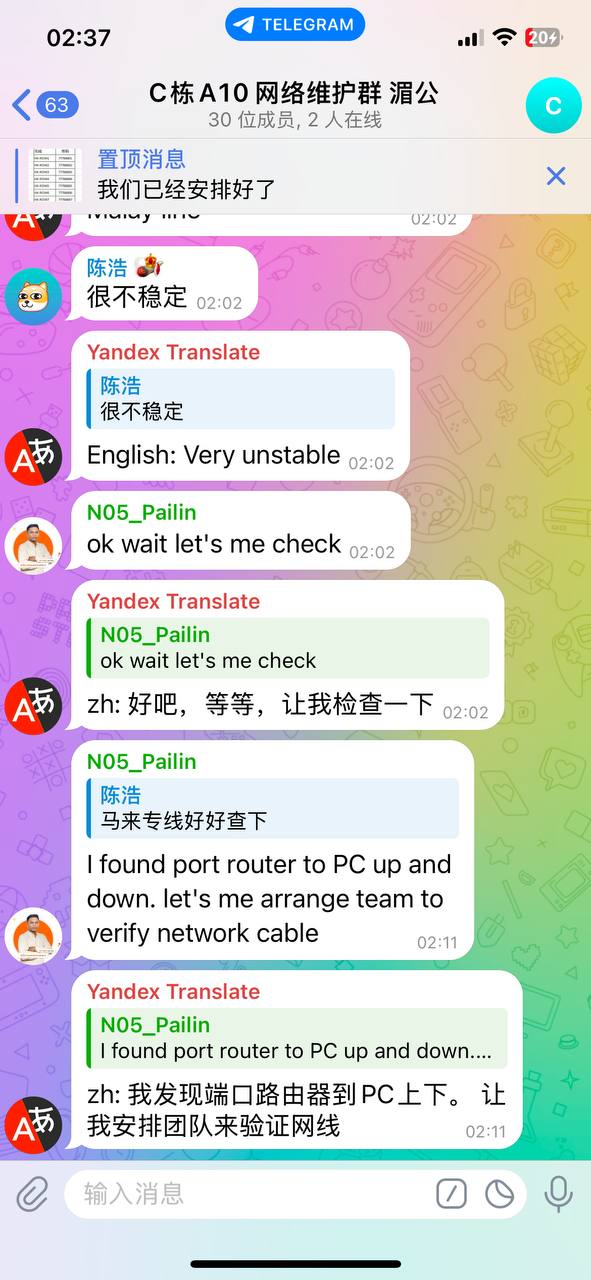 02:37
TELEGRAM
20
63
C栋A10 网络维护群 湄公
30 位成员, 2 人在线
C
置顶消息
我们已经安排好了
Malay line
02:02
陈浩
很不稳定 02:02
Yandex Translate
陈浩
很不稳定
English: Very unstable 02:02
N05_Pailin
ok wait let's me check 02:02
Yandex Translate
N05_Pailin
ok wait let's me check
zh: 好吧，等等，让我检查一下 02:02
N05_Pailin
陈浩
马来专线好好查下
I found port router to PC up and
down. let's me arrange team to
verify network cable
02:11
Yandex Translate
N05_Pailin
I found port router to PC up and down....
zh: 我发现端口路由器到PC上下。 让
我安排团队来验证网线
02:11
输入消息